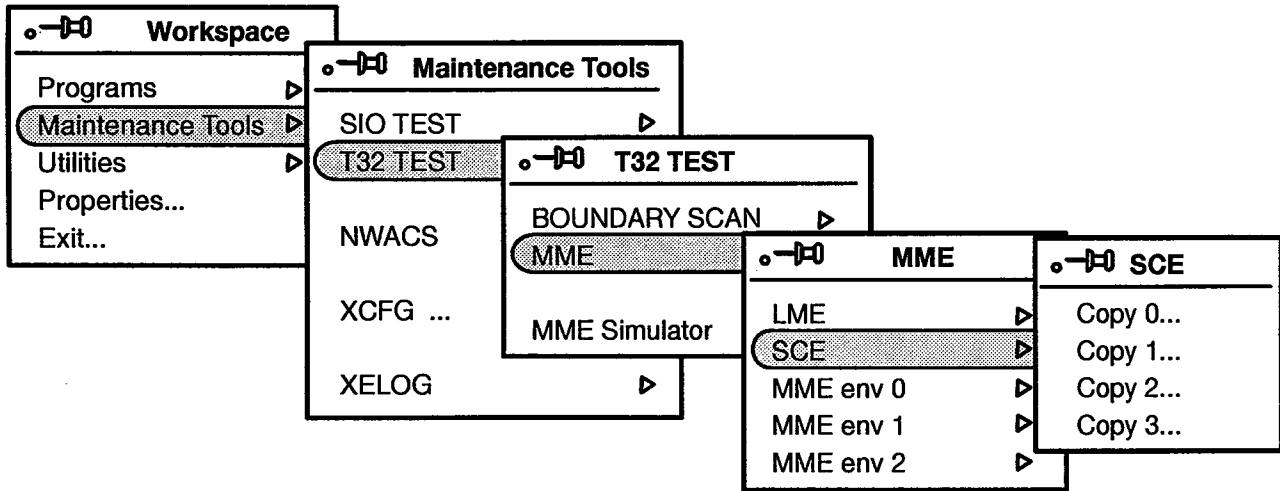 Workspace
Programs
Maintenance Tools
Utilities
Properties...
Exit...
Maintenance Tools
SIO TEST
T32 TEST
NWACS
XCFG ...
XELOG
T32 TEST
BOUNDARY SCAN
MME
MME Simulator
MME
LME
SCE
MME env 0
MME env 1
MME env 2
SCE
Copy 0...
Copy 1...
Copy 2...
Copy 3...